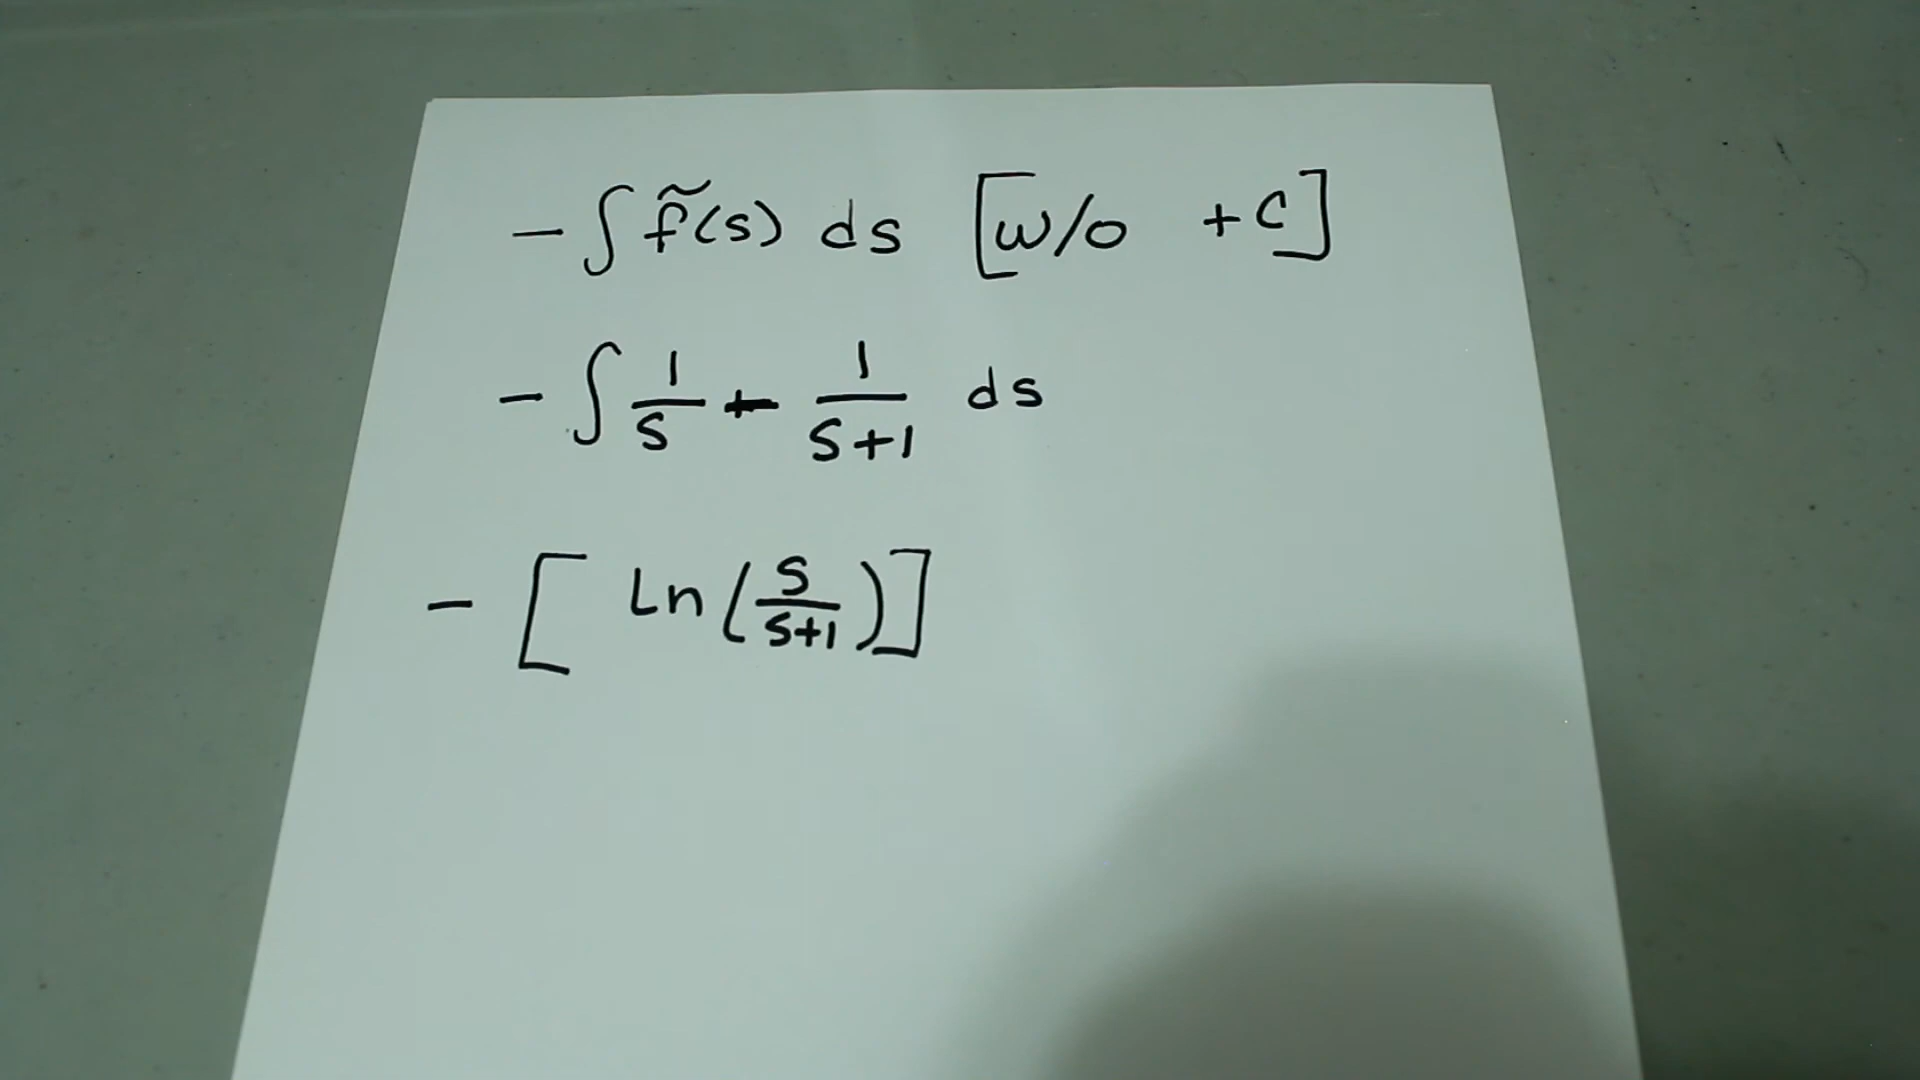 − ∫ f̃(s) ds [w/o +C]
− ∫ 1/s − 1/(s+1) ds
− [ Ln (s/(s+1)) ]